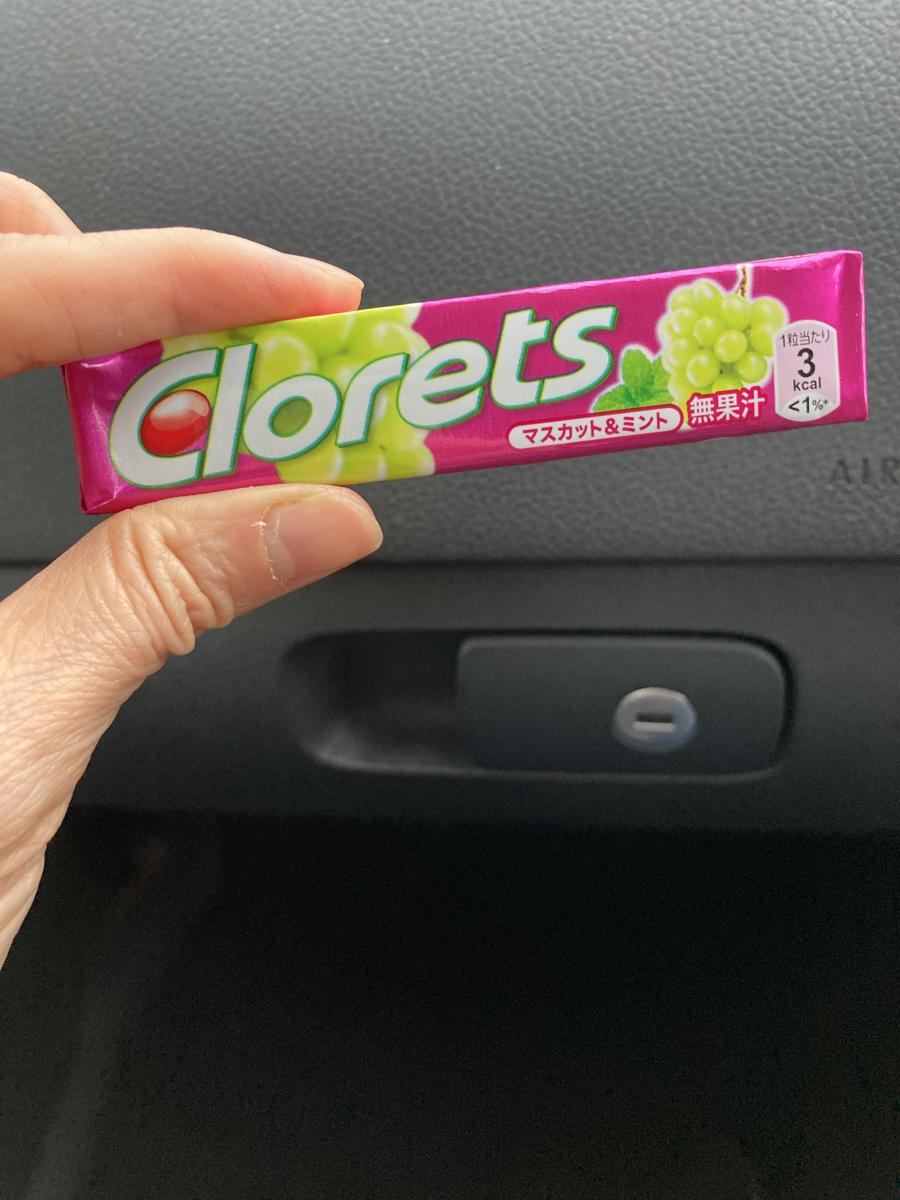 Clorets
マスカット&ミント
無果汁
1粒当たり
3
kcal
<1%*
AIR